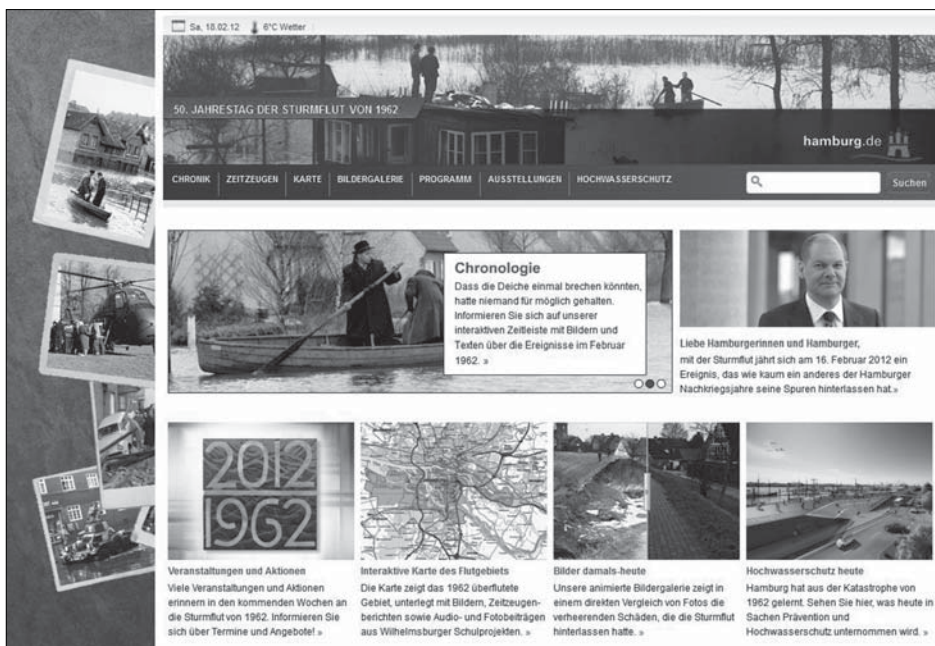 Sa, 18.02.12 6°C Wetter
50. JAHRESTAG DER STURMFLUT VON 1962
hamburg.de
CHRONIK ZEITZEUGEN KARTE BILDERGALERIE PROGRAMM AUSSTELLUNGEN HOCHWASSERSCHUTZ Suchen
Chronologie
Dass die Deiche einmal brechen könnten,
hatte niemand für möglich gehalten.
Informieren Sie sich auf unserer
interaktiven Zeitleiste mit Bildern und
Texten über die Ereignisse im Februar
1962. »
Liebe Hamburgerinnen und Hamburger,
mit der Sturmflut jährt sich am 16. Februar 2012 ein
Ereignis, das wie kaum ein anderes der Hamburger
Nachkriegsjahre seine Spuren hinterlassen hat.»
2012
1962
Veranstaltungen und Aktionen
Viele Veranstaltungen und Aktionen
erinnern in den kommenden Wochen an
die Sturmflut von 1962. Informieren Sie
sich über Termine und Angebote! »
Interaktive Karte des Flutgebiets
Die Karte zeigt das 1962 überflutete
Gebiet, unterlegt mit Bildern, Zeitzeugen-
berichten sowie Audio- und Fotobeiträgen
aus Wilhelmsburger Schulprojekten. »
Bilder damals-heute
Unsere animierte Bildergalerie zeigt in
einem direkten Vergleich von Fotos die
verheerenden Schäden, die die Sturmflut
hinterlassen hatte. »
Hochwasserschutz heute
Hamburg hat aus der Katastrophe von
1962 gelernt. Sehen Sie hier, was heute in
Sachen Prävention und
Hochwasserschutz unternommen wird. »